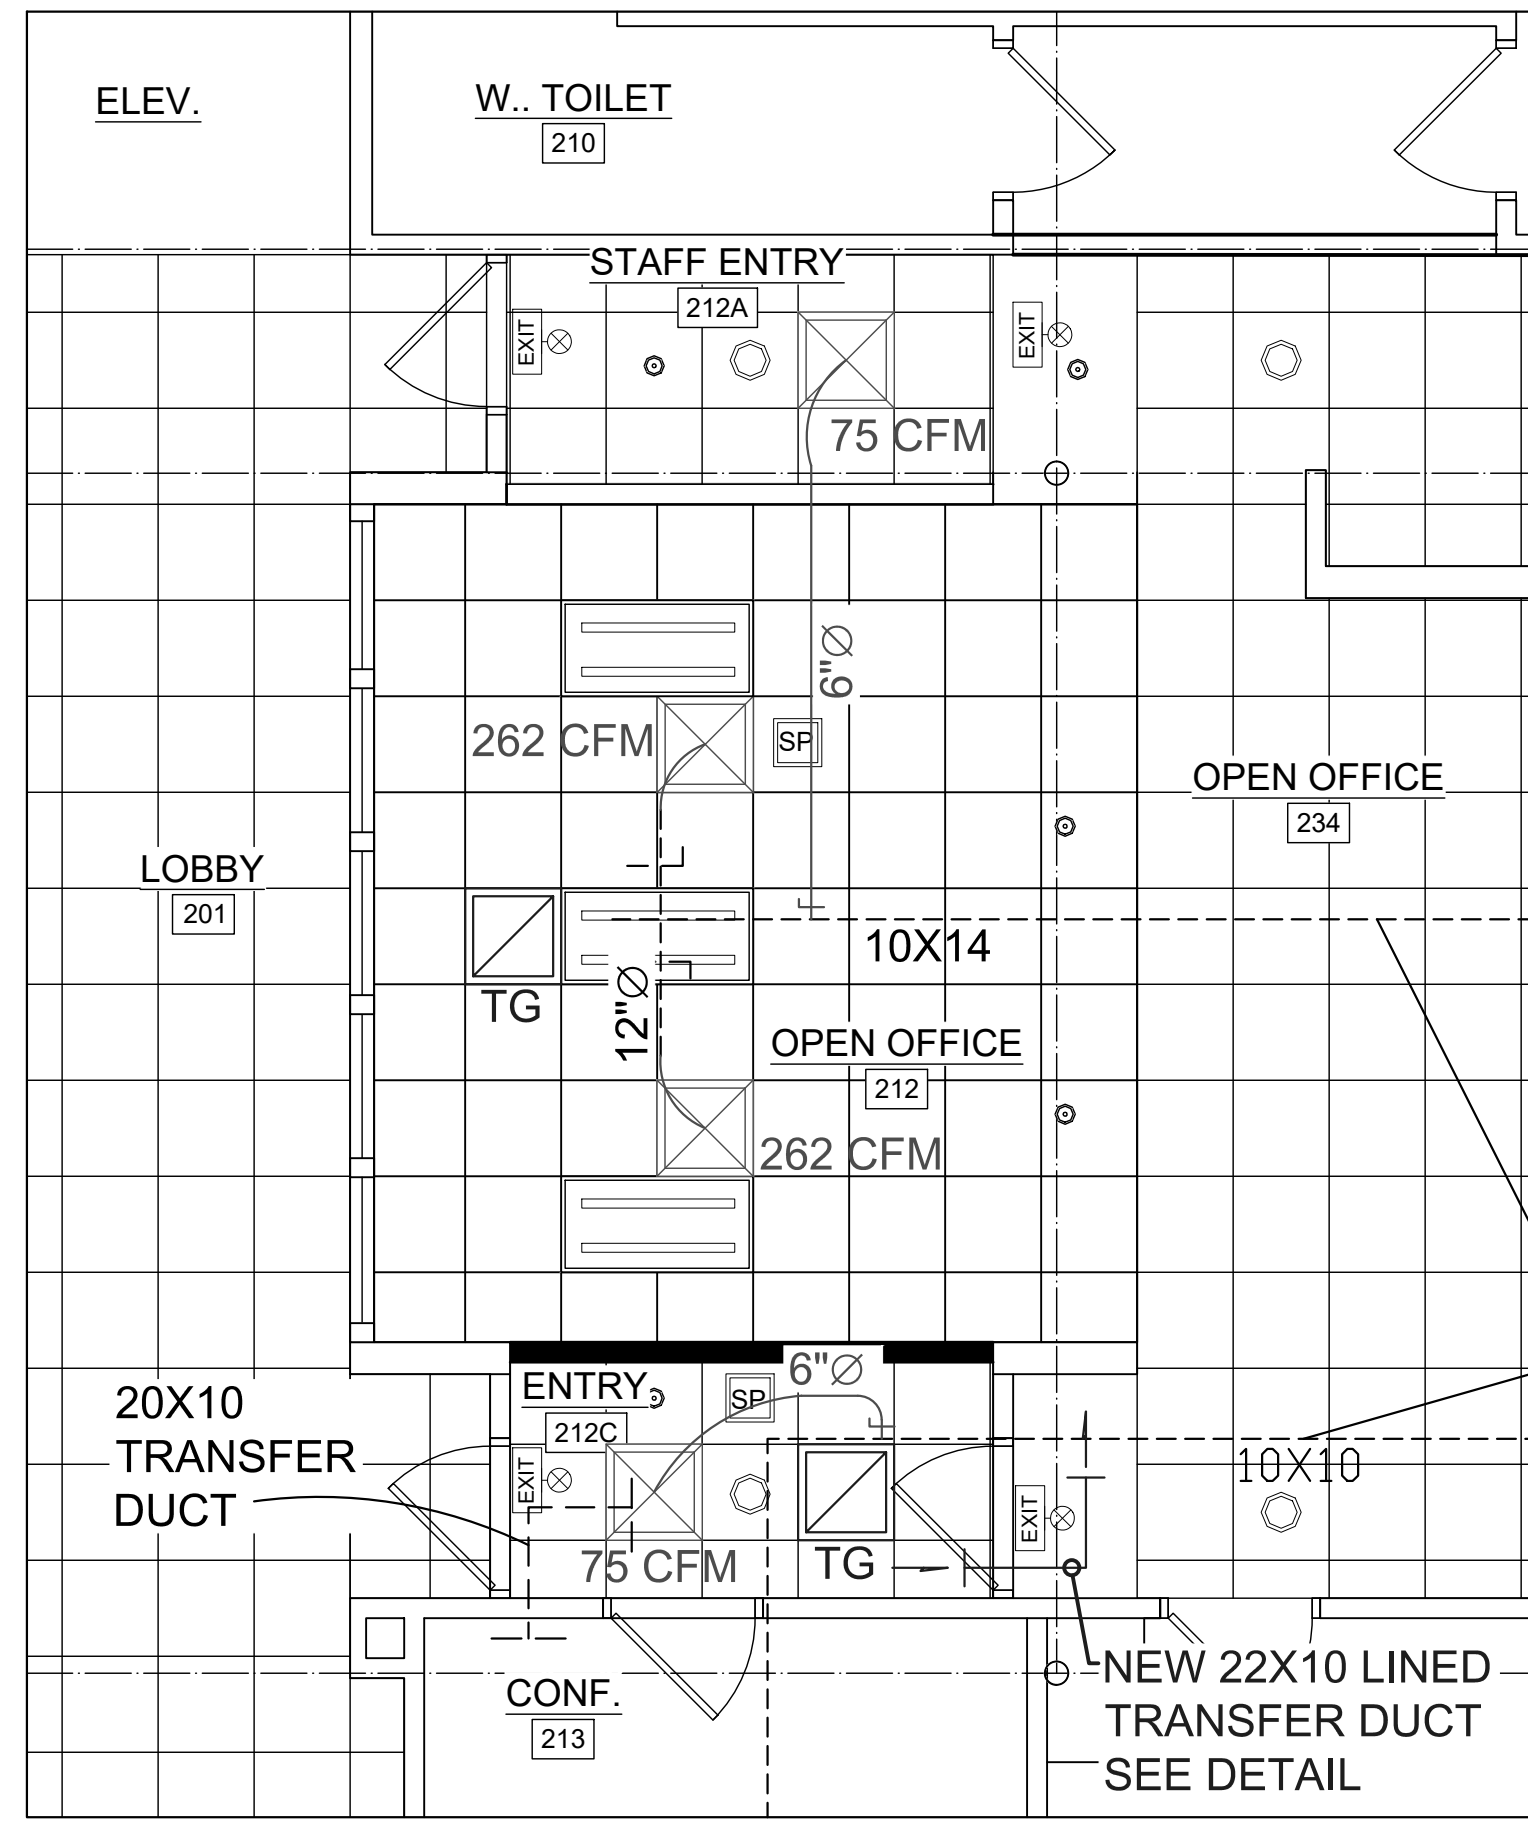 ELEV.
W.. TOILET
210
STAFF ENTRY
212A
EXIT
EXIT
75 CFM
6"Ø
262 CFM
SP
OPEN OFFICE
234
LOBBY
201
10X14
TG
12"Ø
OPEN OFFICE
212
262 CFM
6"Ø
ENTRY
SP
212C
20X10
TRANSFER
DUCT
EXIT
10X10
EXIT
75 CFM
TG
NEW 22X10 LINED
TRANSFER DUCT
SEE DETAIL
CONF.
213